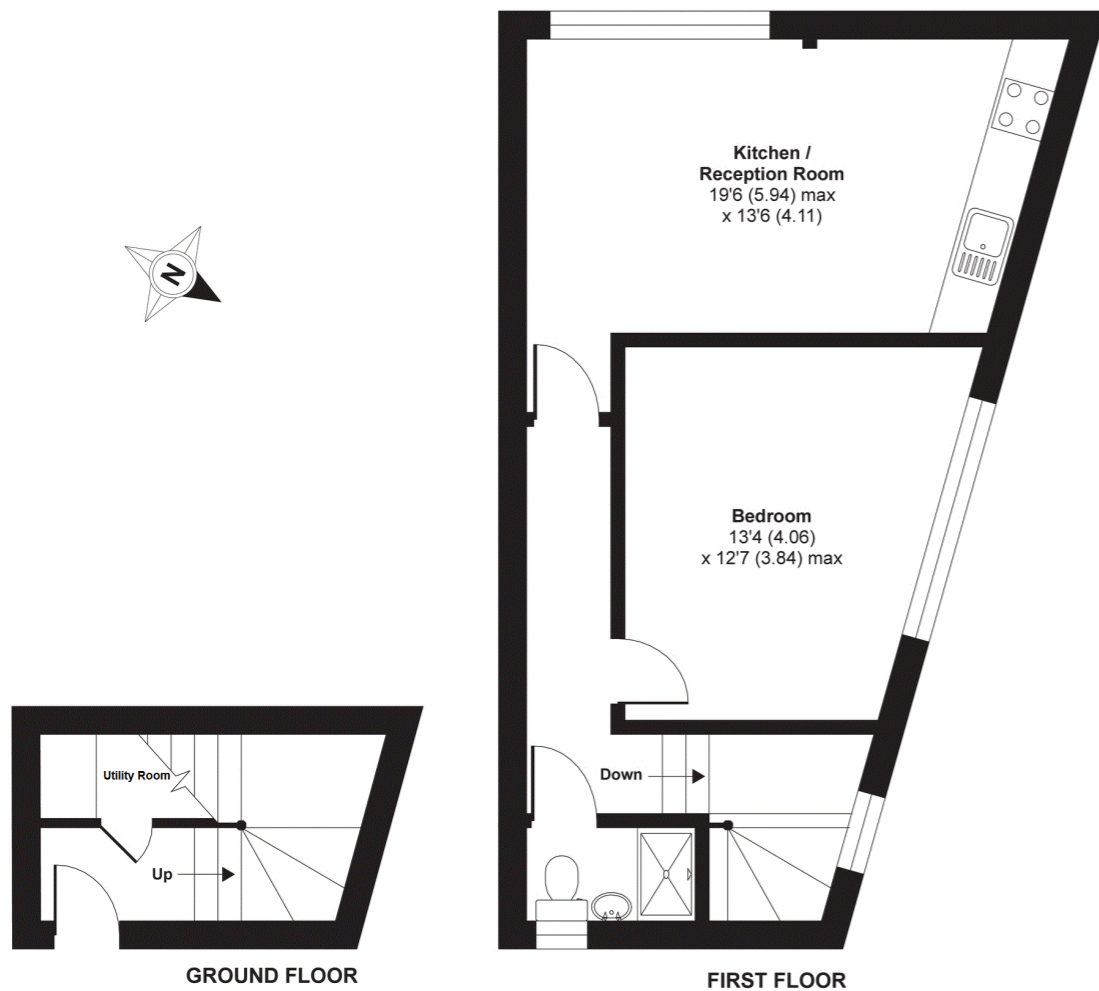 Kitchen /
Reception Room
19'6 (5.94) max
x 13'6 (4.11)
N
Bedroom
13'4 (4.06)
x 12'7 (3.84) max
Utility Room
Down
Up
GROUND FLOOR
FIRST FLOOR